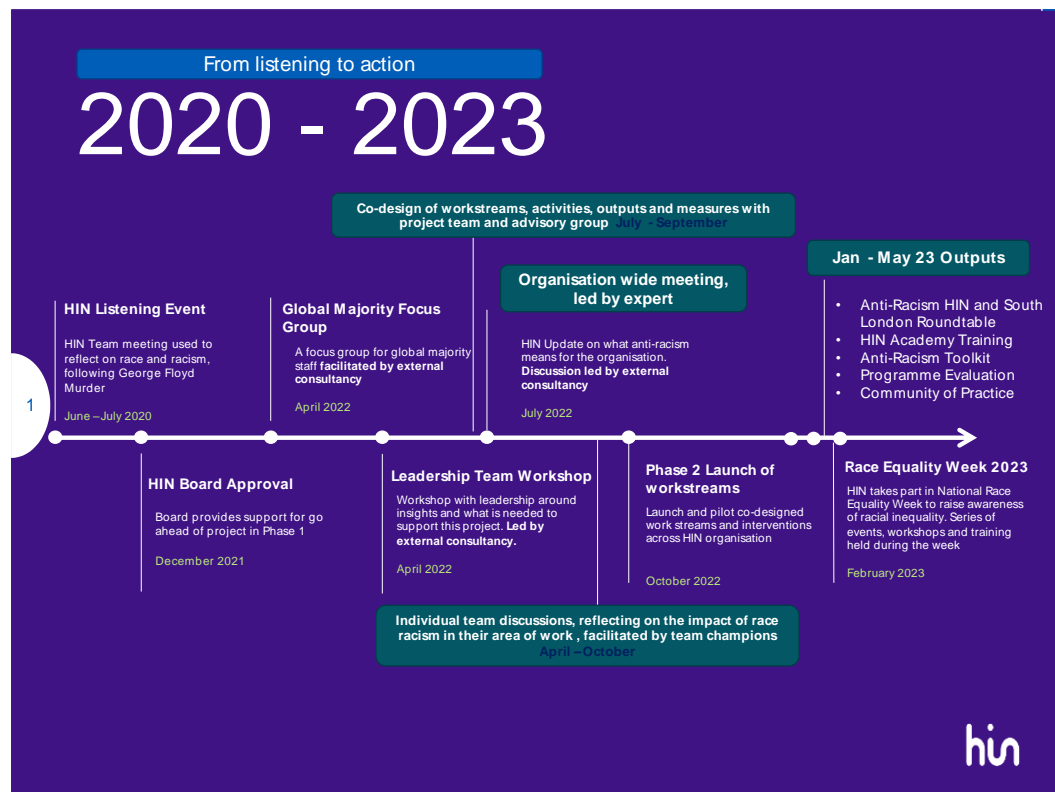 From listening to action
2020 - 2023
Co-design of workstreams, activities, outputs and measures with
project team and advisory group July - September
Jan - May 23 Outputs
Organisation wide meeting,
led by expert
HIN Listening Event
HIN Team meeting used to
reflect on race and racism,
following George Floyd
Murder
June –July 2020
Global Majority Focus
Group
A focus group for global majority
staff facilitated by external
consultancy
April 2022
HIN Update on what anti-racism
means for the organisation.
Discussion led by external
consultancy
July 2022
• Anti-Racism HIN and South
London Roundtable
• HIN Academy Training
• Anti-Racism Toolkit
• Programme Evaluation
• Community of Practice
1
HIN Board Approval
Board provides support for go
ahead of project in Phase 1
December 2021
Leadership Team Workshop
Workshop with leadership around
insights and what is needed to
support this project. Led by
external consultancy.
April 2022
Phase 2 Launch of
workstreams
Launch and pilot co-designed
work streams and interventions
across HIN organisation
October 2022
Race Equality Week 2023
HIN takes part in National Race
Equality Week to raise awareness
of racial inequality. Series of
events, workshops and training
held during the week
February 2023
Individual team discussions, reflecting on the impact of race
racism in their area of work , facilitated by team champions
April –October
hin